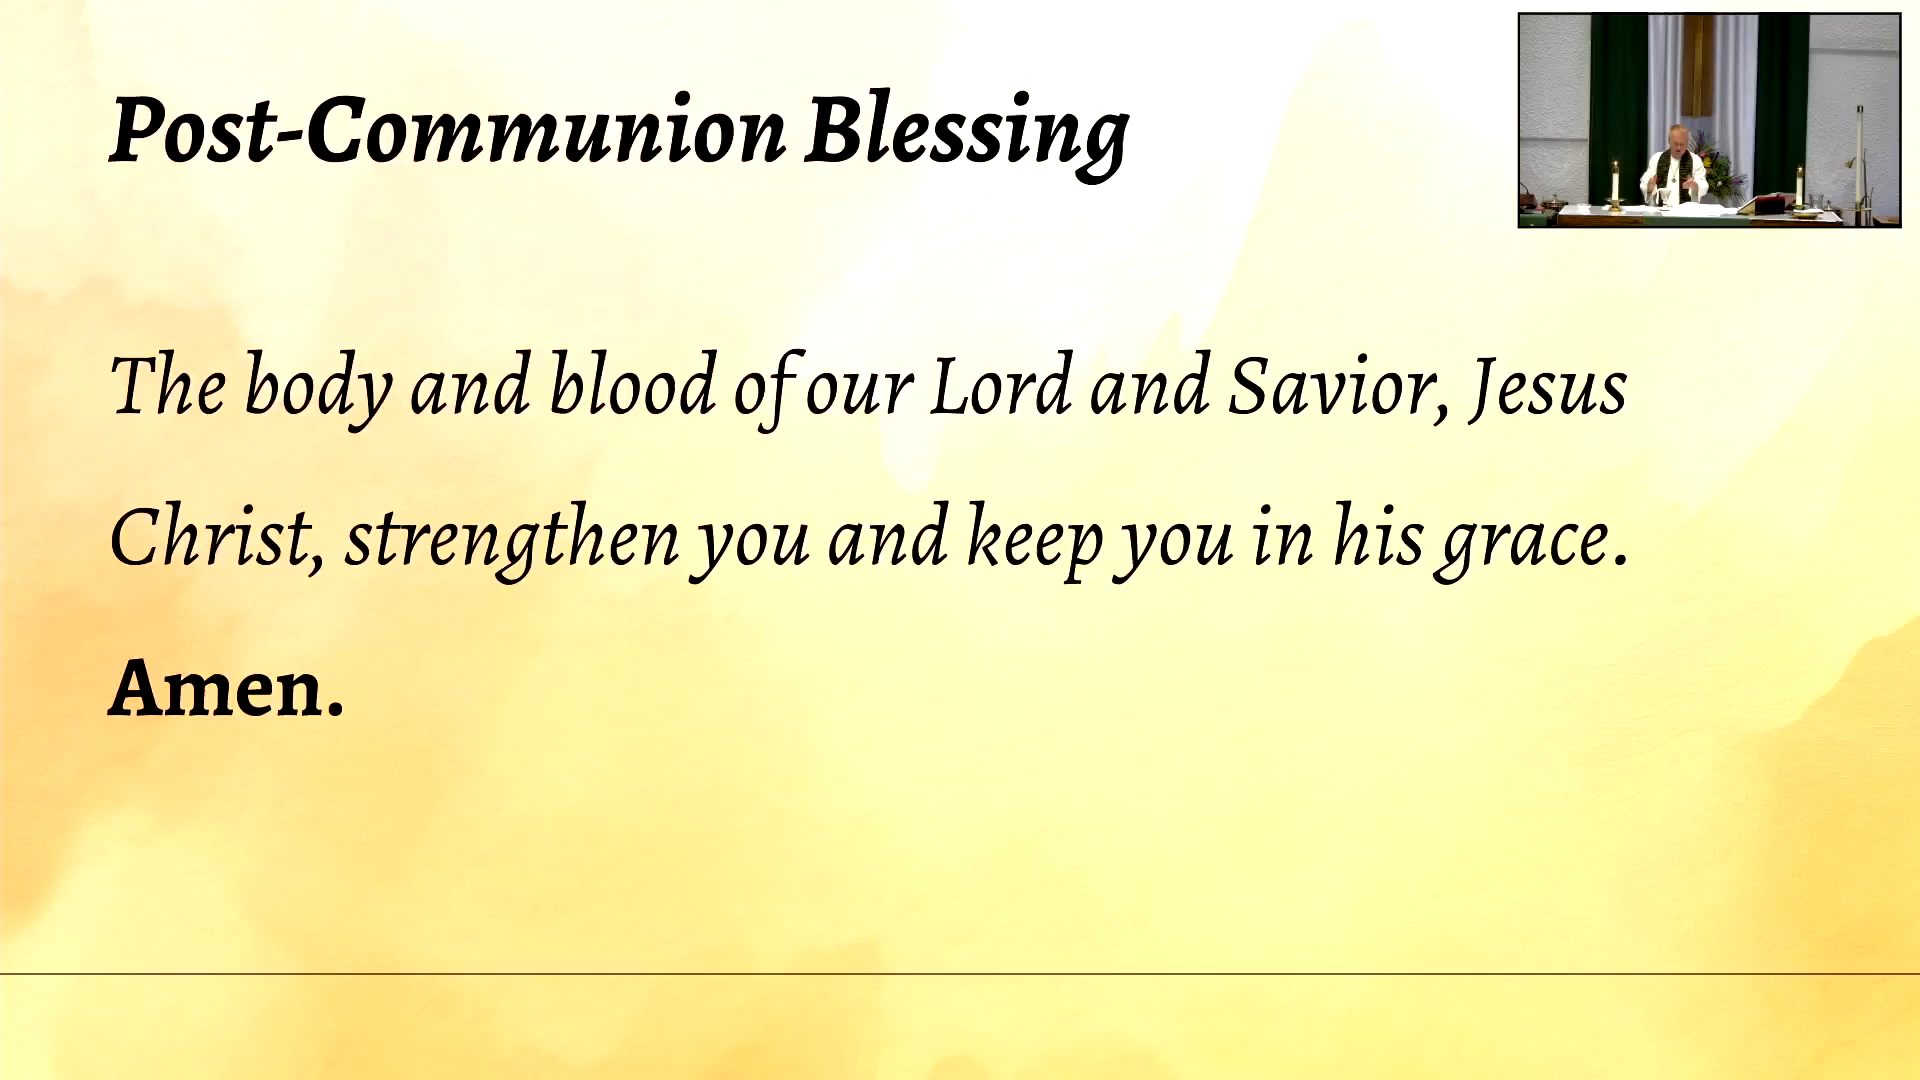 Post-Communion Blessing
The body and blood of our Lord and Savior, Jesus
Christ, strengthen you and keep you in his grace.
Amen.